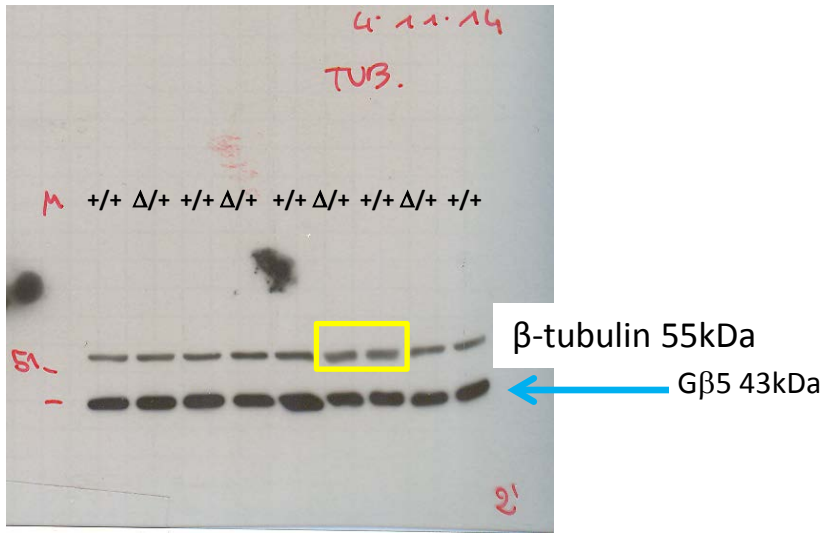 4.11.14
TUB.
M +/+ Δ/+ +/+ Δ/+ +/+ Δ/+ +/+ Δ/+ +/+
β-tubulin 55kDa
51
Gβ5 43kDa
2'